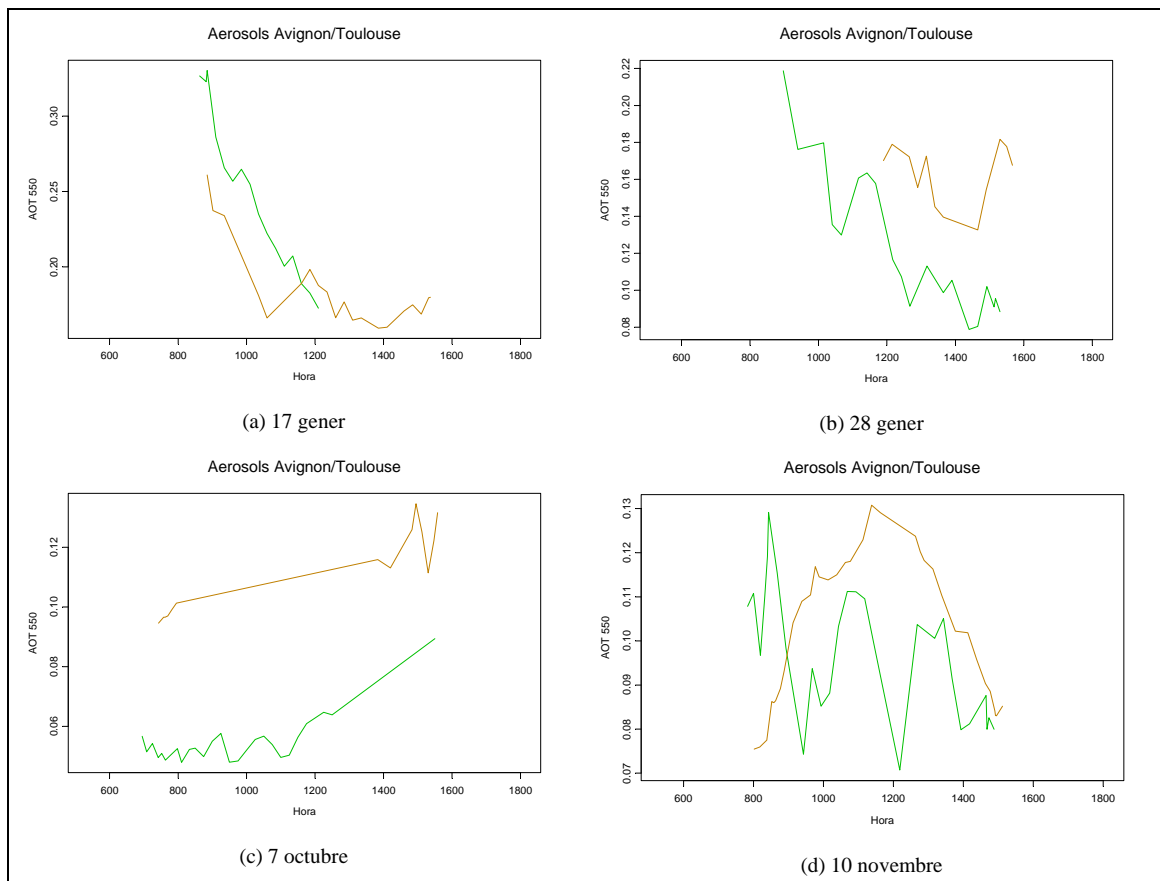 Aerosols Avignon/Toulouse
AOT 550
0.20 0.25 0.30
600 800 1000 1200 1400 1600 1800
Hora
(a) 17 gener
Aerosols Avignon/Toulouse
AOT 550
0.08 0.10 0.12 0.14 0.16 0.18 0.20 0.22
600 800 1000 1200 1400 1600 1800
Hora
(b) 28 gener
Aerosols Avignon/Toulouse
AOT 550
0.06 0.08 0.10 0.12
600 800 1000 1200 1400 1600 1800
Hora
(c) 7 octubre
Aerosols Avignon/Toulouse
AOT 550
0.07 0.08 0.09 0.10 0.11 0.12 0.13
600 800 1000 1200 1400 1600 1800
Hora
(d) 10 novembre